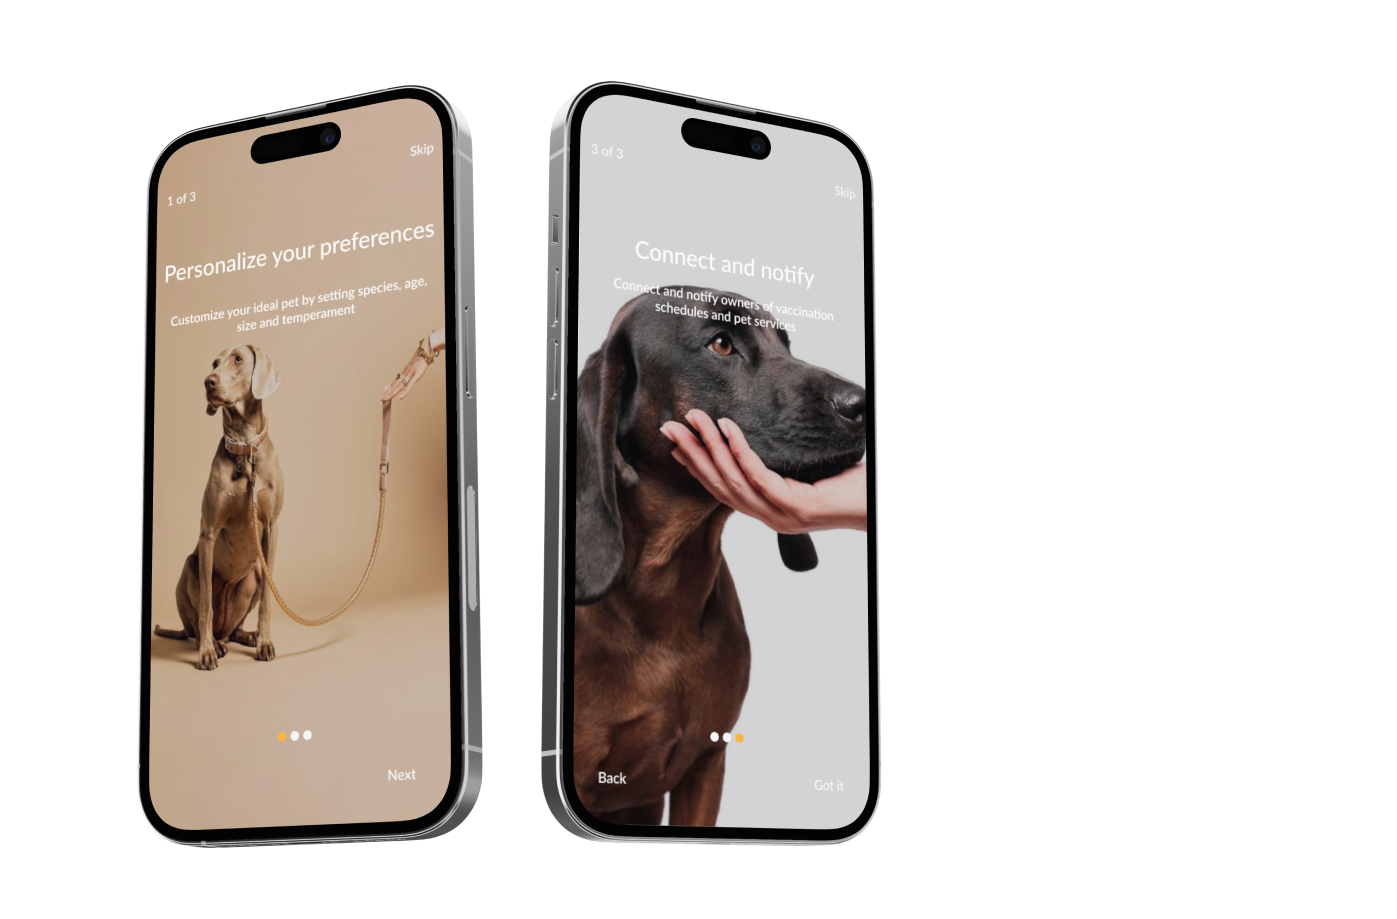 Skip
1 of 3
Personalize your preferences
Customize your ideal pet by setting species, age,
size and temperament
Next
3 of 3
Skip
Connect and notify
Connect and notify owners of vaccination
schedules and pet services
Back
Got it